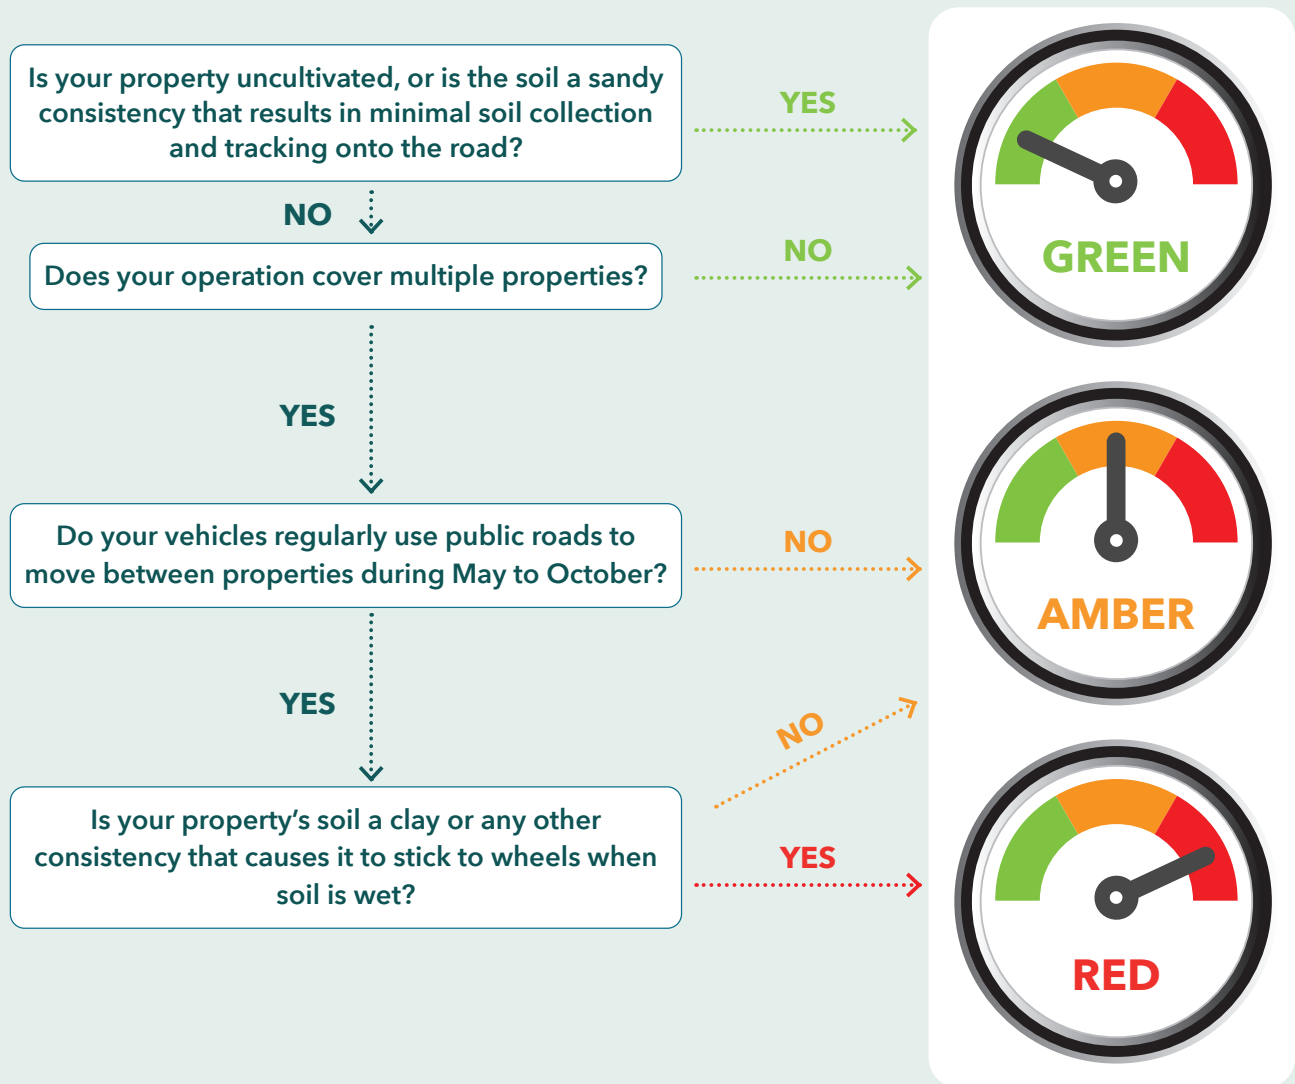 Is your property uncultivated, or is the soil a sandy
consistency that results in minimal soil collection
and tracking onto the road?
YES
GREEN
NO
Does your operation cover multiple properties?
NO
YES
Do your vehicles regularly use public roads to
move between properties during May to October?
NO
AMBER
YES
NO
Is your property’s soil a clay or any other
consistency that causes it to stick to wheels when
soil is wet?
YES
RED